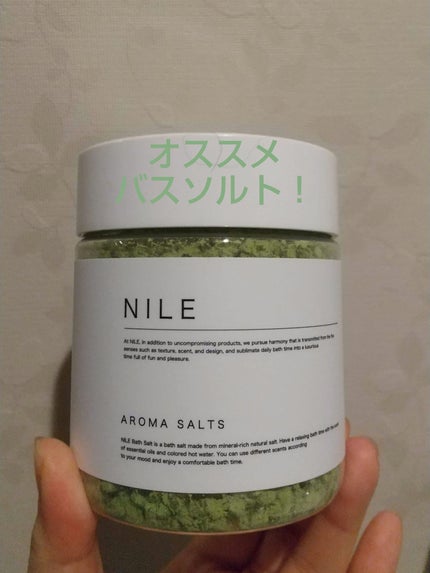 オススメ
バスソルト！
NILE
At NILE, in addition to uncompromising products, we pursue harmony that is transmitted from the five
senses such as texture, scent, and design, and sublimate daily bath time into a luxurious
time full of fun and pleasure.
AROMA SALTS
NILE Bath Salt is a bath salt made from mineral-rich natural salt. Have a relaxing bath time with the
of essential oils and colored hot water. You can use different scents according
to your mood and enjoy a comfortable bath time.